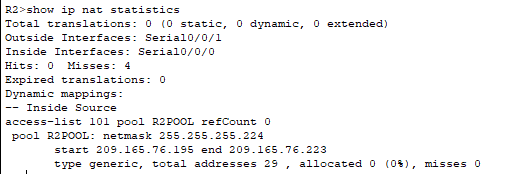 R2>show ip nat statistics
Total translations: 0 (0 static, 0 dynamic, 0 extended)
Outside Interfaces: Serial0/0/1
Inside Interfaces: Serial0/0/0
Hits: 0  Misses: 4
Expired translations: 0
Dynamic mappings:
-- Inside Source
access-list 101 pool R2POOL refCount 0
 pool R2POOL: netmask 255.255.255.224
       start 209.165.76.195 end 209.165.76.223
       type generic, total addresses 29 , allocated 0 (0%), misses 0